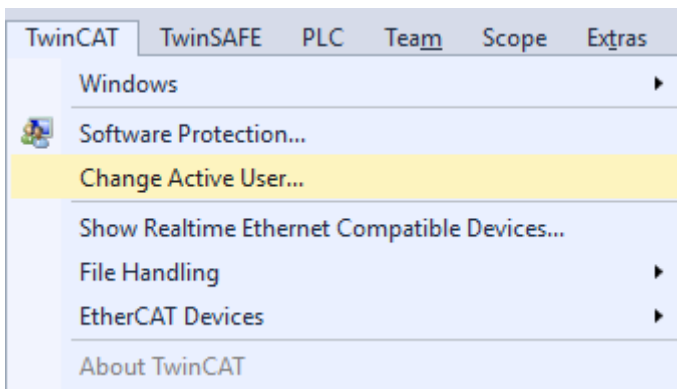 TwinCAT TwinSAFE PLC Team Scope Extras
Windows
Software Protection...
Change Active User...
Show Realtime Ethernet Compatible Devices...
File Handling
EtherCAT Devices
About TwinCAT